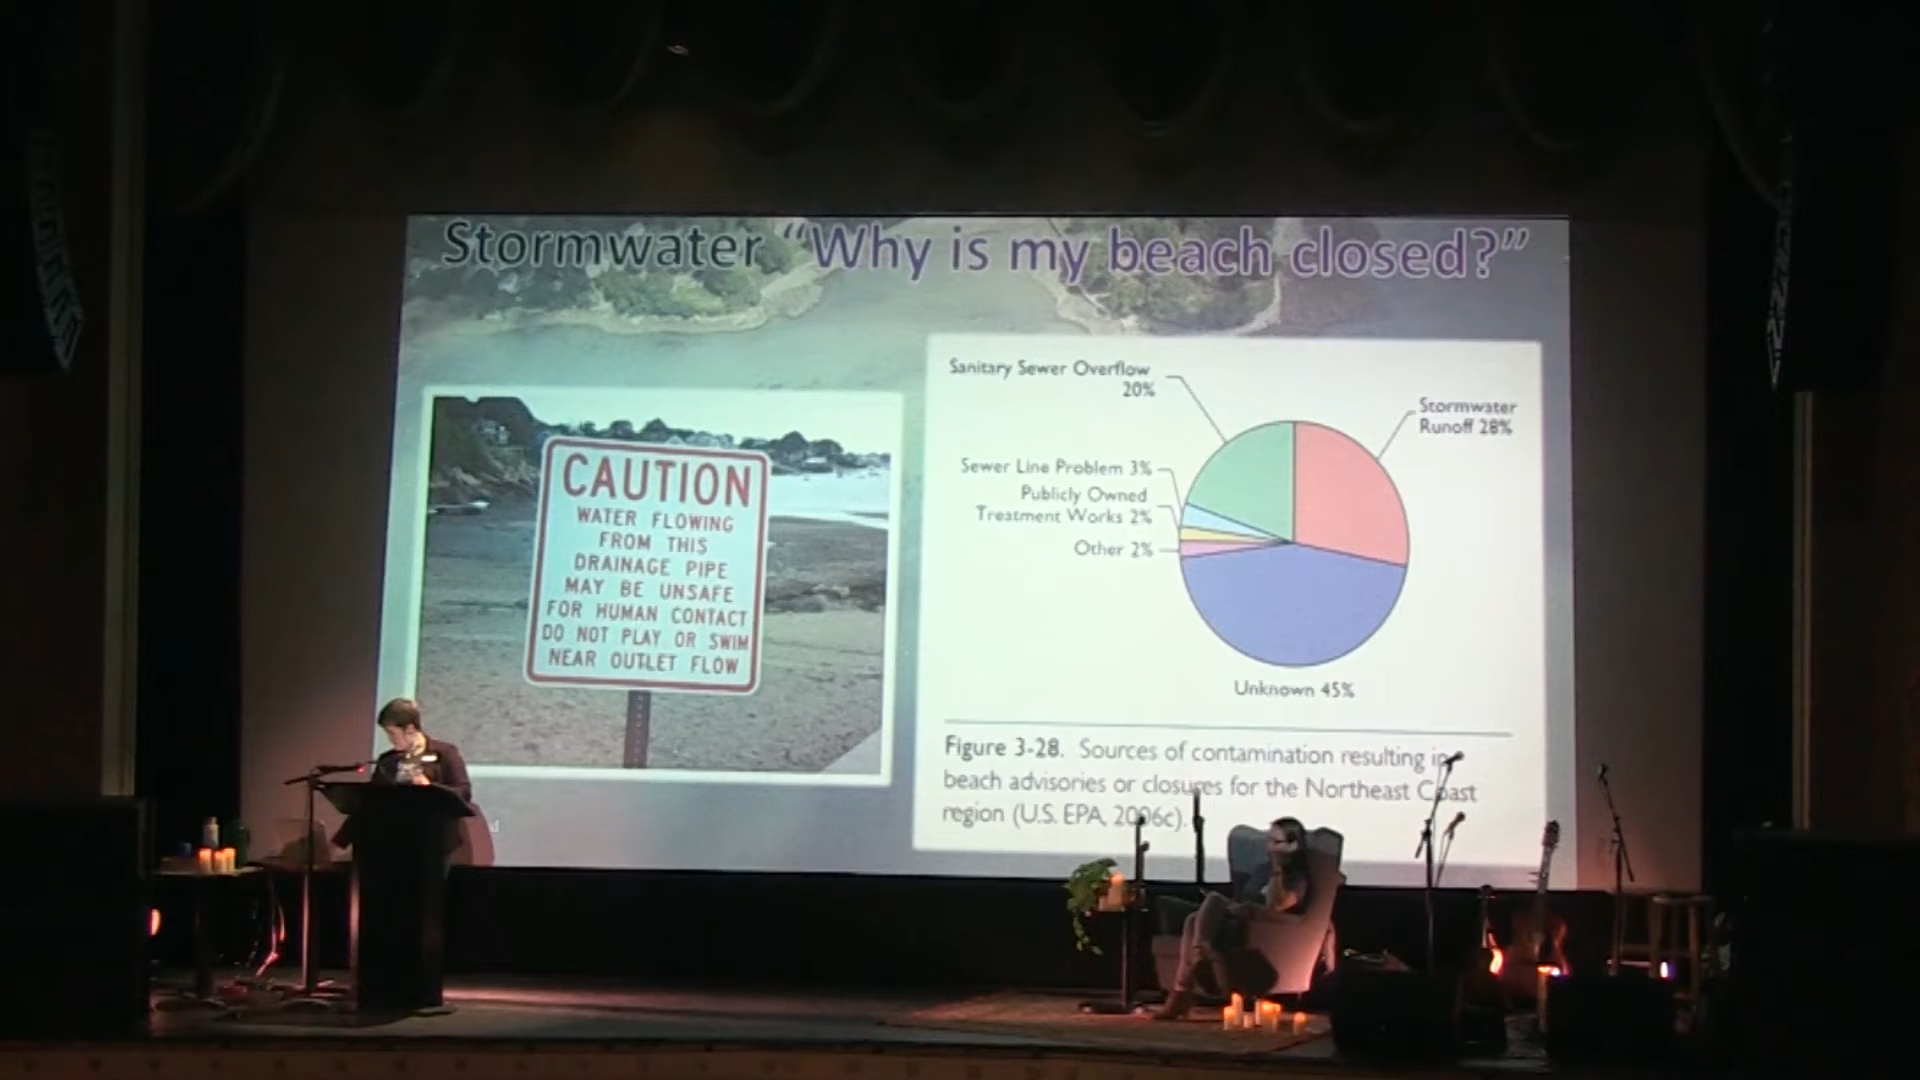 Stormwater “Why is my beach closed?”
CAUTION
WATER FLOWING
FROM THIS
DRAINAGE PIPE
MAY BE UNSAFE
FOR HUMAN CONTACT
DO NOT PLAY OR SWIM
NEAR OUTLET FLOW
Sanitary Sewer Overflow
20%
Stormwater
Runoff 28%
Sewer Line Problem 3%
Publicly Owned
Treatment Works 2%
Other 2%
Unknown 45%
Figure 3-28. Sources of contamination resulting in
beach advisories or closures for the Northeast Coast
region (U.S. EPA, 2006c).